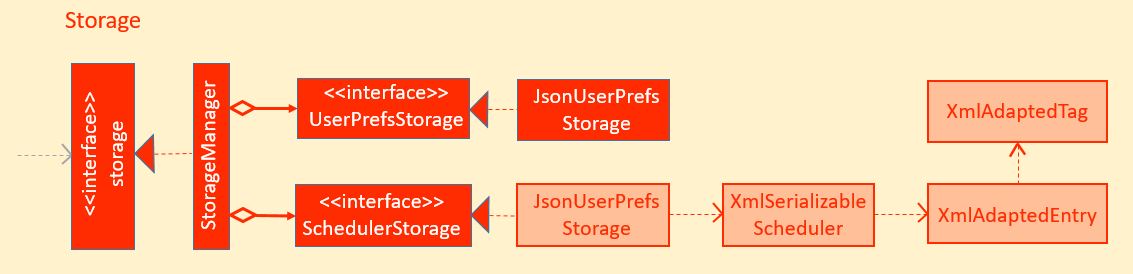 Storage
<<interface>>
storage
StorageManager
<<interface>>
UserPrefsStorage
JsonUserPrefs
Storage
XmlAdaptedTag
<<interface>>
SchedulerStorage
JsonUserPrefs
Storage
XmlSerializable
Scheduler
XmlAdaptedEntry